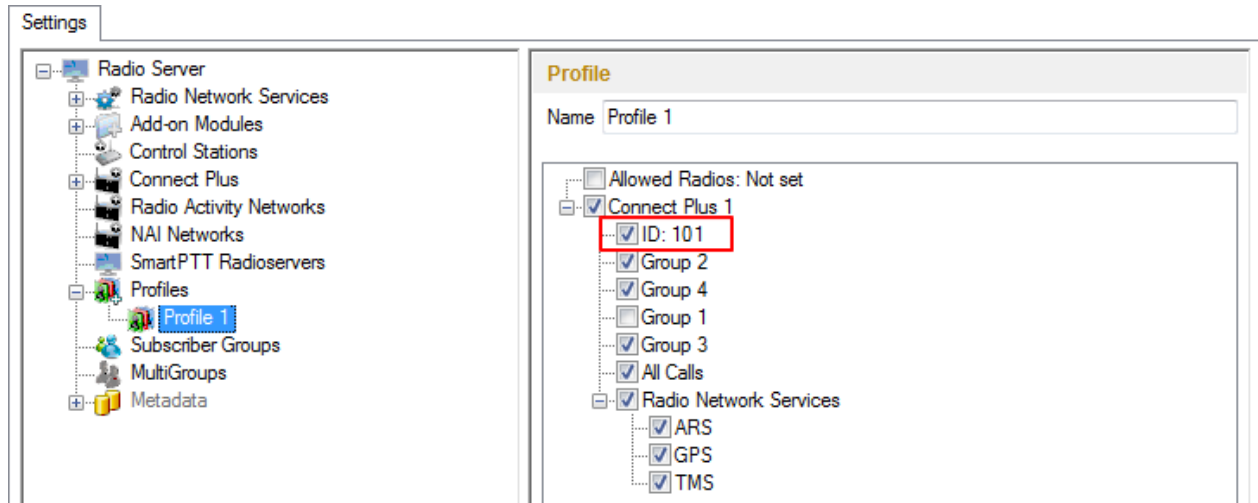 Settings
Radio Server
Radio Network Services
Add-on Modules
Control Stations
Connect Plus
Radio Activity Networks
NAI Networks
SmartPTT Radioservers
Profiles
Profile 1
Subscriber Groups
MultiGroups
Metadata
Profile
Name Profile 1
Allowed Radios: Not set
Connect Plus 1
ID: 101
Group 2
Group 4
Group 1
Group 3
All Calls
Radio Network Services
ARS
GPS
TMS